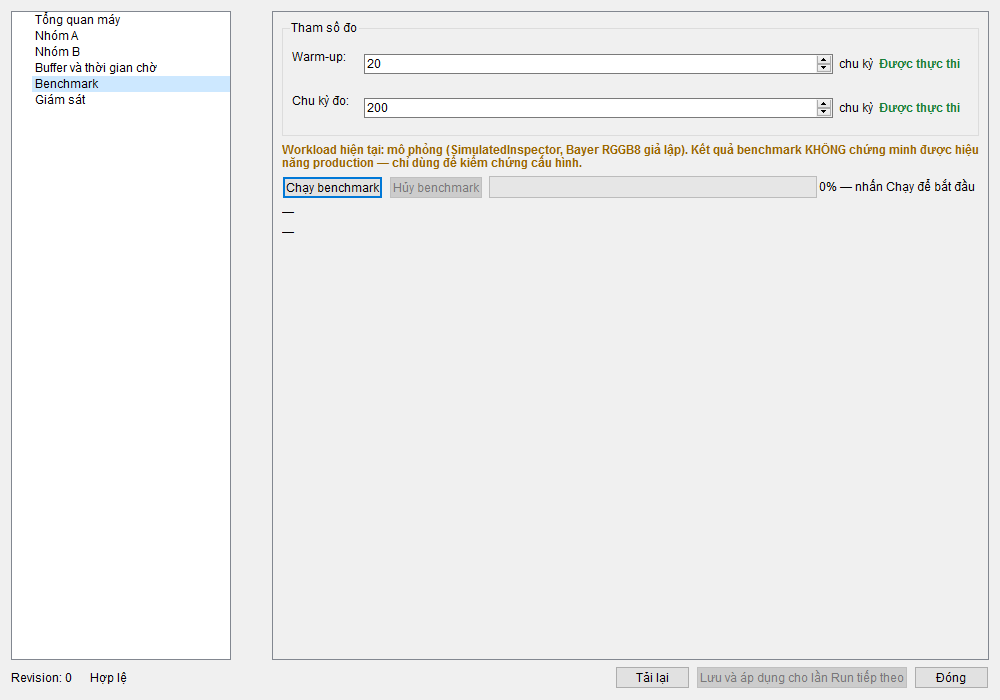 Tổng quan máy
Nhóm A
Nhóm B
Buffer và thời gian chờ
Benchmark
Giám sát
Tham số đo
Warm-up:
20
chu kỳ Được thực thi
Chu kỳ đo:
200
chu kỳ Được thực thi
Workload hiện tại: mô phỏng (SimulatedInspector, Bayer RGGB8 giả lập). Kết quả benchmark KHÔNG chứng minh được hiệu
năng production — chỉ dùng để kiểm chứng cấu hình.
Chạy benchmark
Hủy benchmark
0% — nhấn Chạy để bắt đầu
—
—
Revision: 0
Hợp lệ
Tải lại
Lưu và áp dụng cho lần Run tiếp theo
Đóng